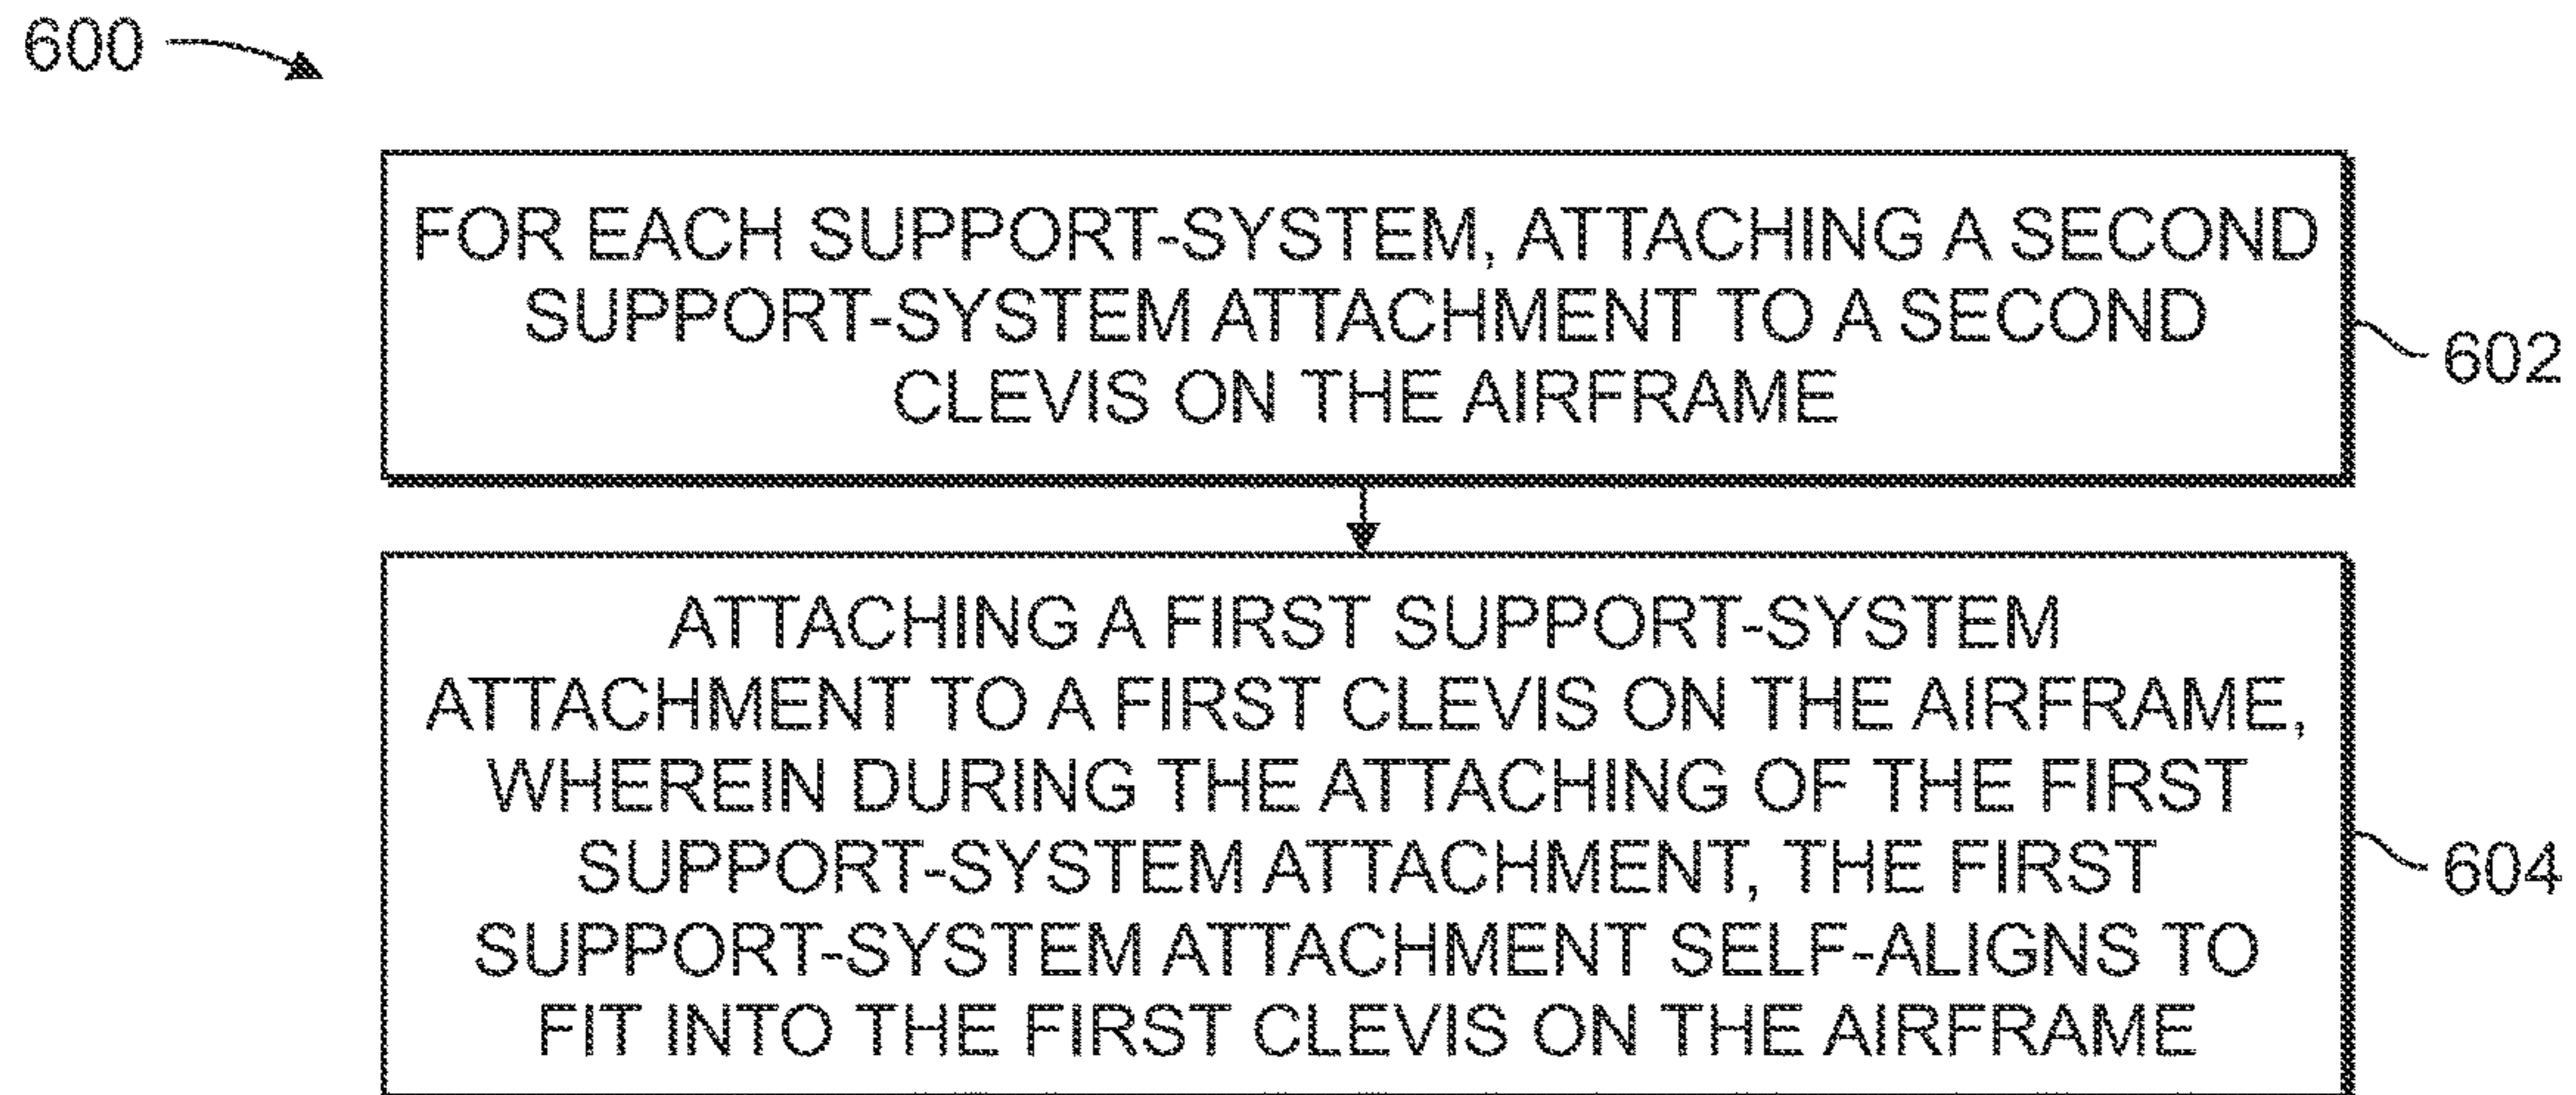 600
FOR EACH SUPPORT-SYSTEM, ATTACHING A SECOND
SUPPORT-SYSTEM ATTACHMENT TO A SECOND
CLEVIS ON THE AIRFRAME
602
ATTACHING A FIRST SUPPORT-SYSTEM
ATTACHMENT TO A FIRST CLEVIS ON THE AIRFRAME,
WHEREIN DURING THE ATTACHING OF THE FIRST
SUPPORT-SYSTEM ATTACHMENT, THE FIRST
SUPPORT-SYSTEM ATTACHMENT SELF-ALIGNS TO
FIT INTO THE FIRST CLEVIS ON THE AIRFRAME
604